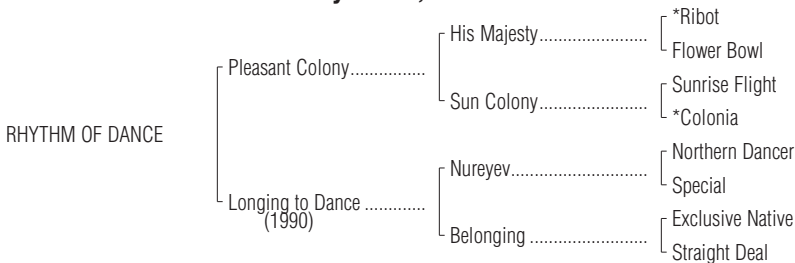 *Ribot
His Majesty
Flower Bowl
Pleasant Colony
Sunrise Flight
Sun Colony
*Colonia
RHYTHM OF DANCE
Northern Dancer
Nureyev
Special
Longing to Dance
(1990)
Exclusive Native
Belonging
Straight Deal